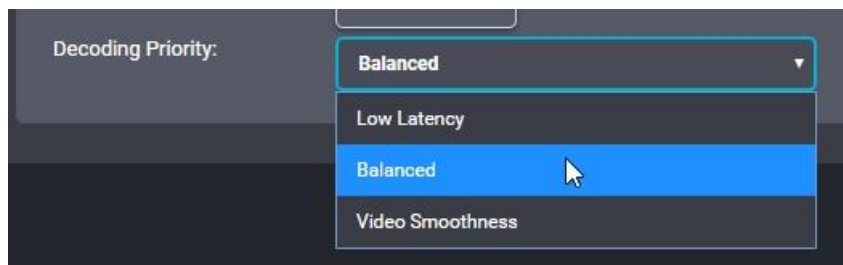 Decoding Priority:
Balanced
Low Latency
Balanced
Video Smoothness